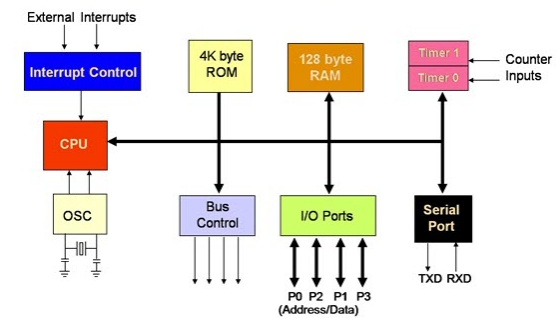 External Interrupts
Interrupt Control
4K byte
ROM
128 byte
RAM
Timer 1
Timer 0
Counter
Inputs
CPU
OSC
Bus
Control
I/O Ports
Serial
Port
P0 P2 P1 P3
(Address/Data)
TXD RXD